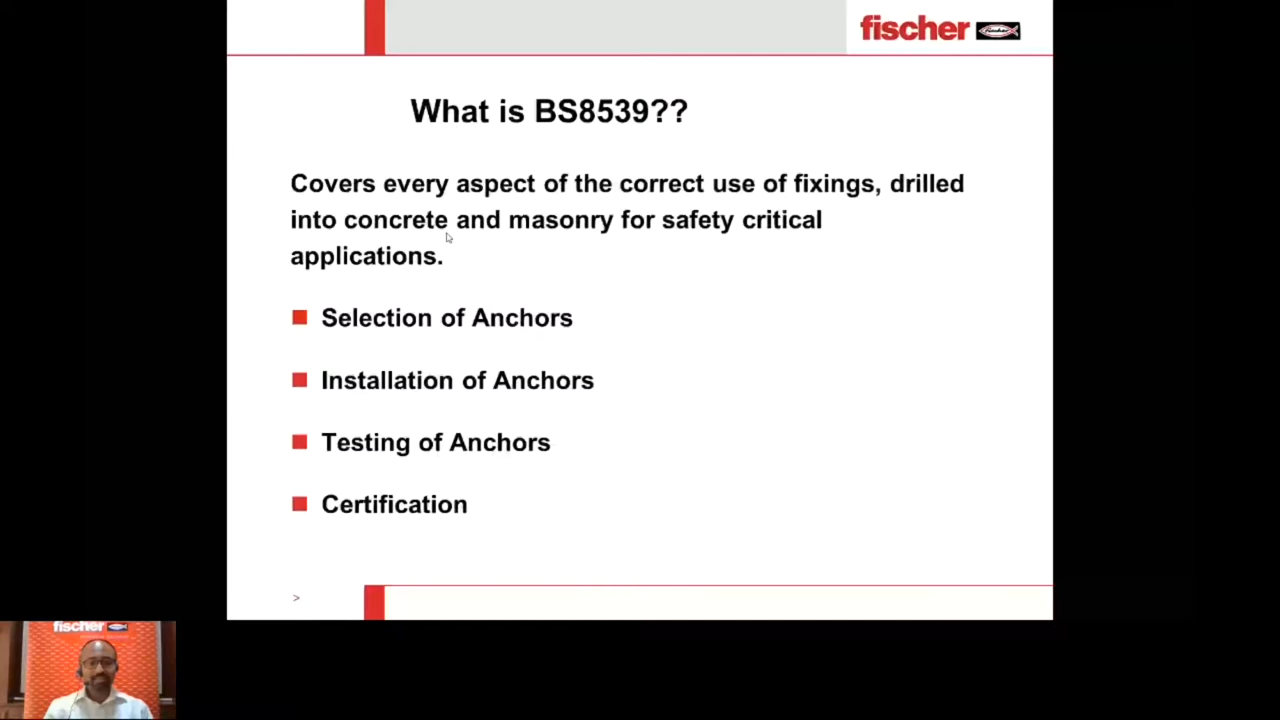 fischer
fischer
What is BS8539??
Covers every aspect of the correct use of fixings, drilled
into concrete and masonry for safety critical
applications.
Selection of Anchors
Installation of Anchors
Testing of Anchors
Certification
>
fischer